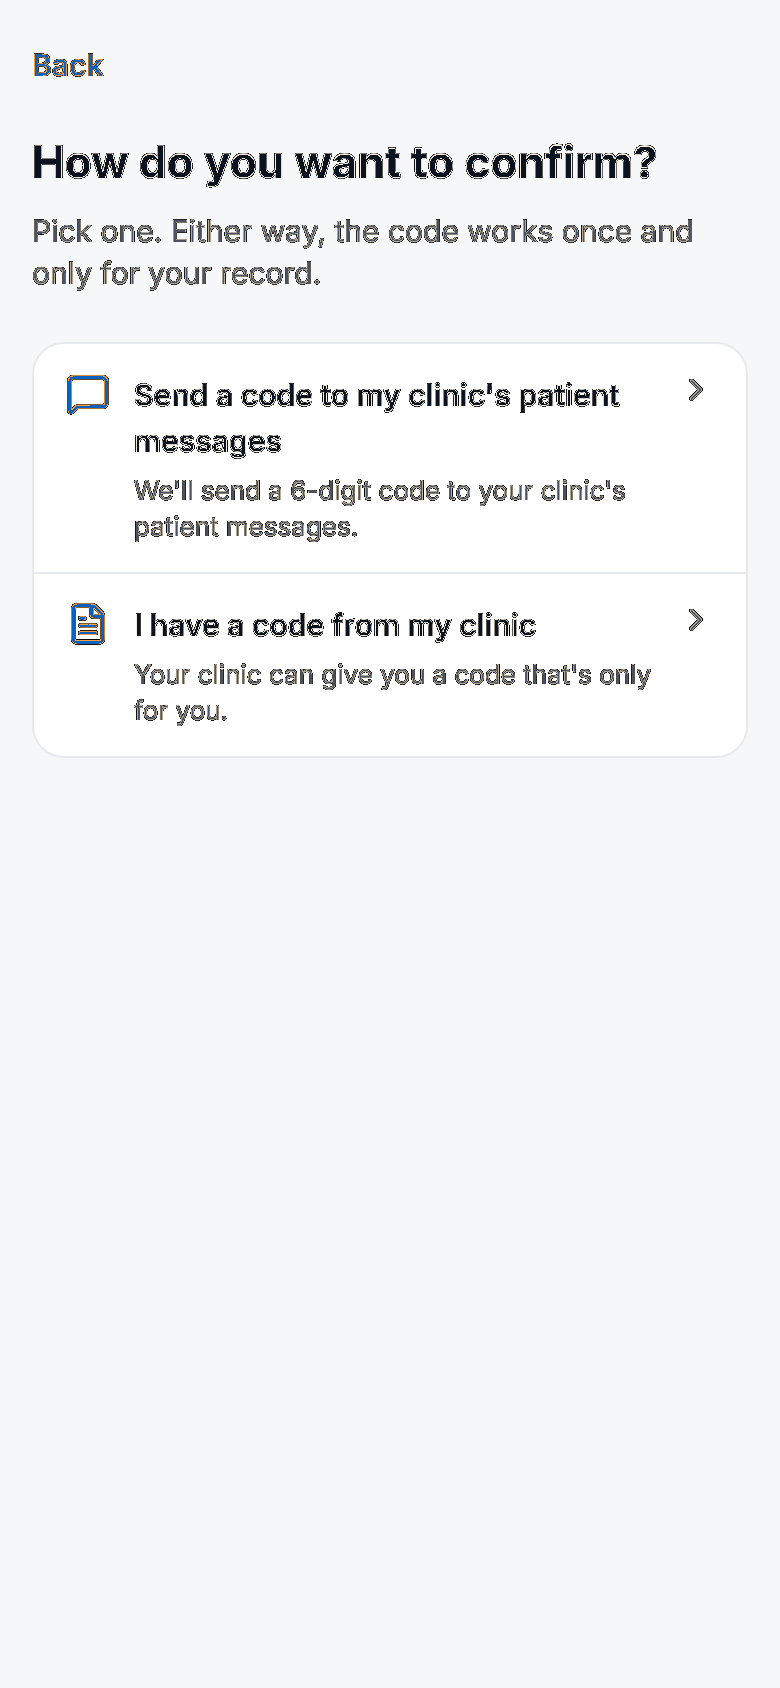 Back
How do you want to confirm?
Pick one. Either way, the code works once and
only for your record.
Send a code to my clinic's patient
messages
We'll send a 6-digit code to your clinic's
patient messages.
I have a code from my clinic
Your clinic can give you a code that's only
for you.